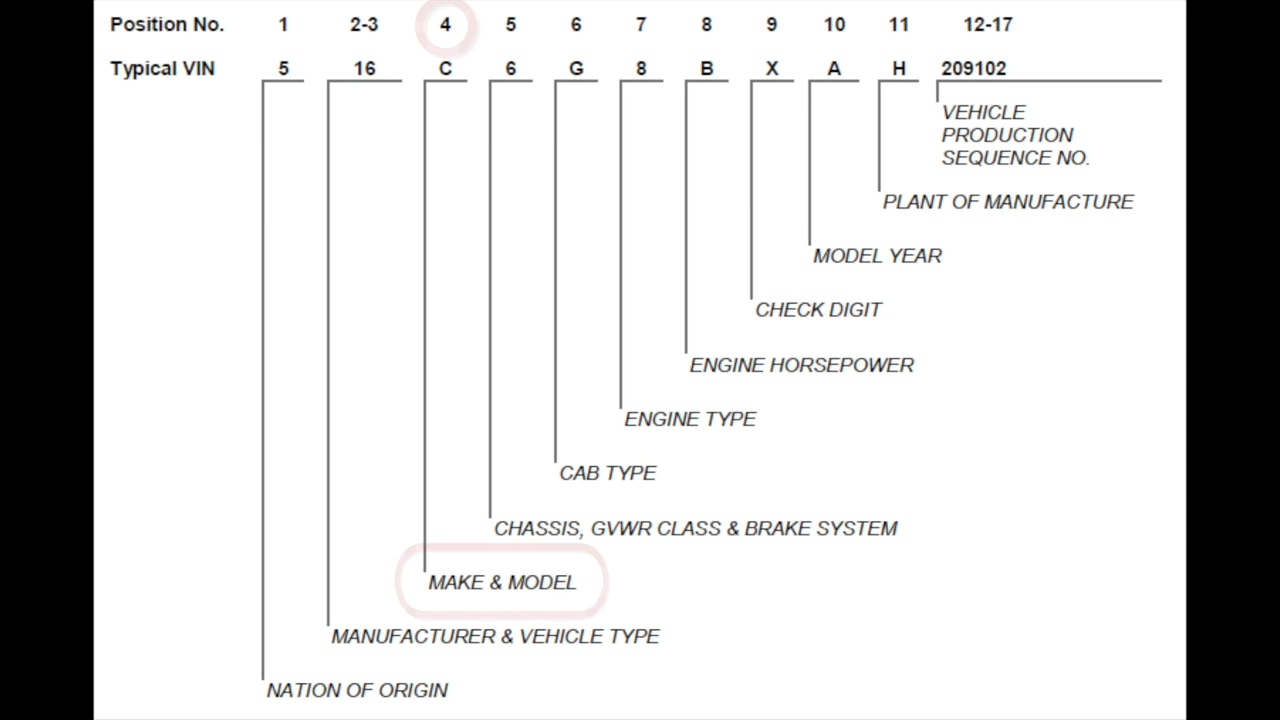 Position No. 1 2-3 4 5 6 7 8 9 10 11 12-17
Typical VIN 5 16 C 6 G 8 B X A H 209102
VEHICLE
PRODUCTION
SEQUENCE NO.
PLANT OF MANUFACTURE
MODEL YEAR
CHECK DIGIT
ENGINE HORSEPOWER
ENGINE TYPE
CAB TYPE
CHASSIS, GVWR CLASS & BRAKE SYSTEM
MAKE & MODEL
MANUFACTURER & VEHICLE TYPE
NATION OF ORIGIN